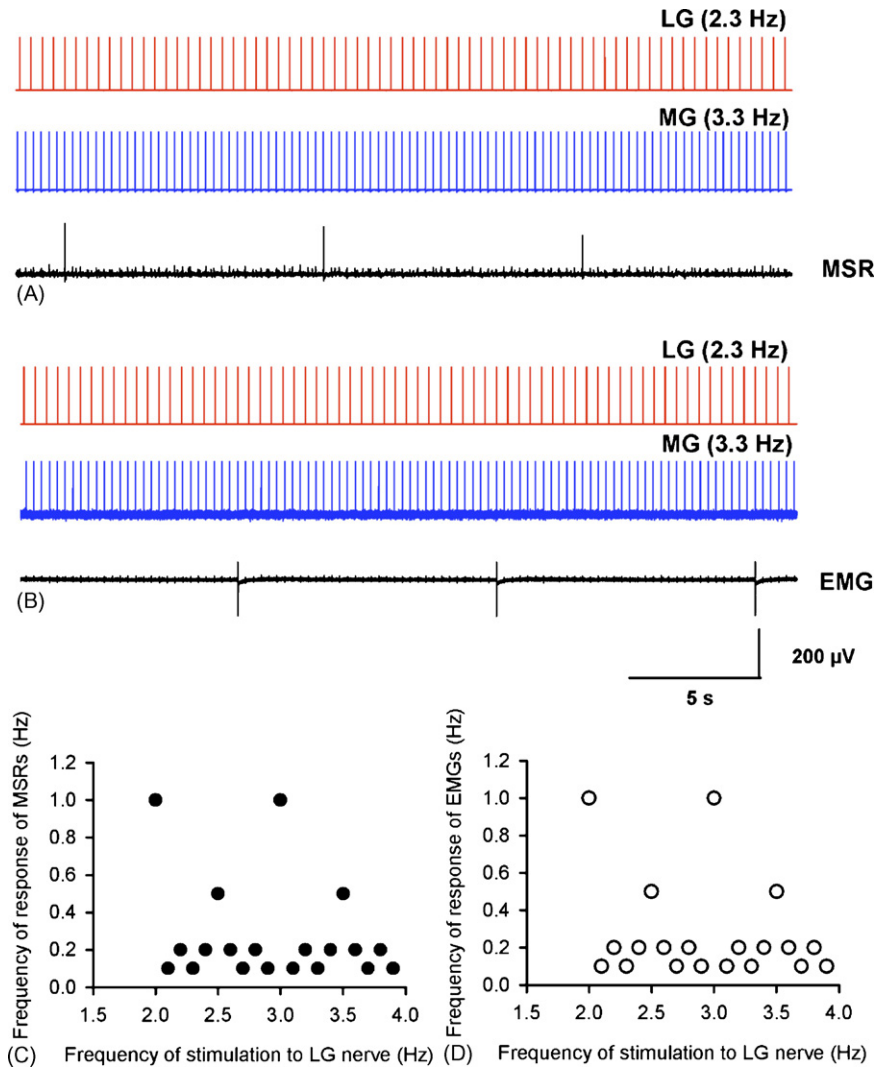 LG (2.3 Hz)
MG (3.3 Hz)
MSR
(A)
LG (2.3 Hz)
MG (3.3 Hz)
EMG
(B)
200 µV
5 s
Frequency of response of MSRs (Hz)
1.2
1.0
0.8
0.6
0.4
0.2
0.0
1.5 2.0 2.5 3.0 3.5 4.0
(C) Frequency of stimulation to LG nerve (Hz)
Frequency of response of EMGs (Hz)
1.2
1.0
0.8
0.6
0.4
0.2
0.0
1.5 2.0 2.5 3.0 3.5 4.0
(D) Frequency of stimulation to LG nerve (Hz)